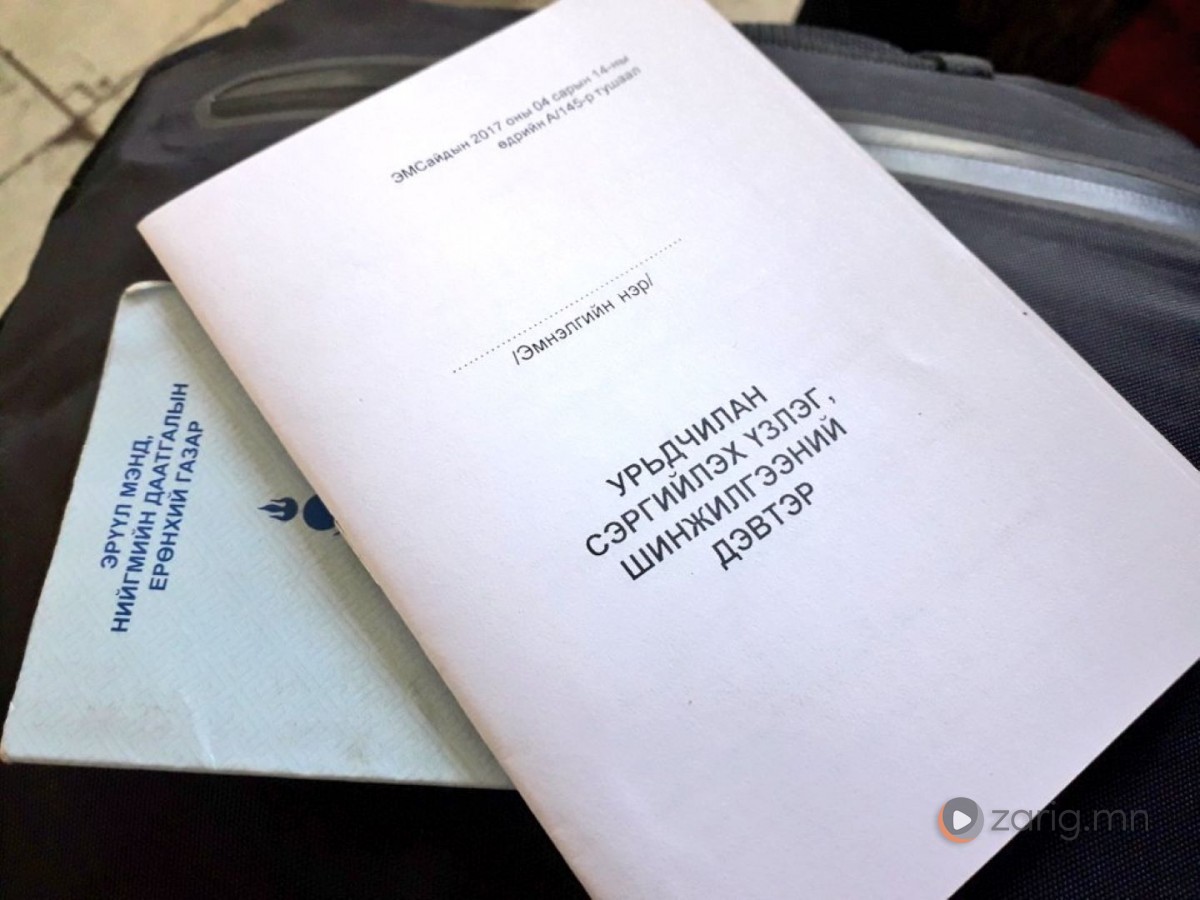 ЭМСайдын 2017 оны 04 сарын 14-ны
өдрийн А/145-р тушаал
/Эмнэлгийн нэр/
УРЬДЧИЛАН
СЭРГИЙЛЭХ ҮЗЛЭГ,
ШИНЖИЛГЭЭНИЙ
ДЭВТЭР
ЭРҮҮЛ МЭНД,
НИЙГМИЙН ДААТГАЛЫН
ЕРӨНХИЙ ГАЗАР
zarig.mn